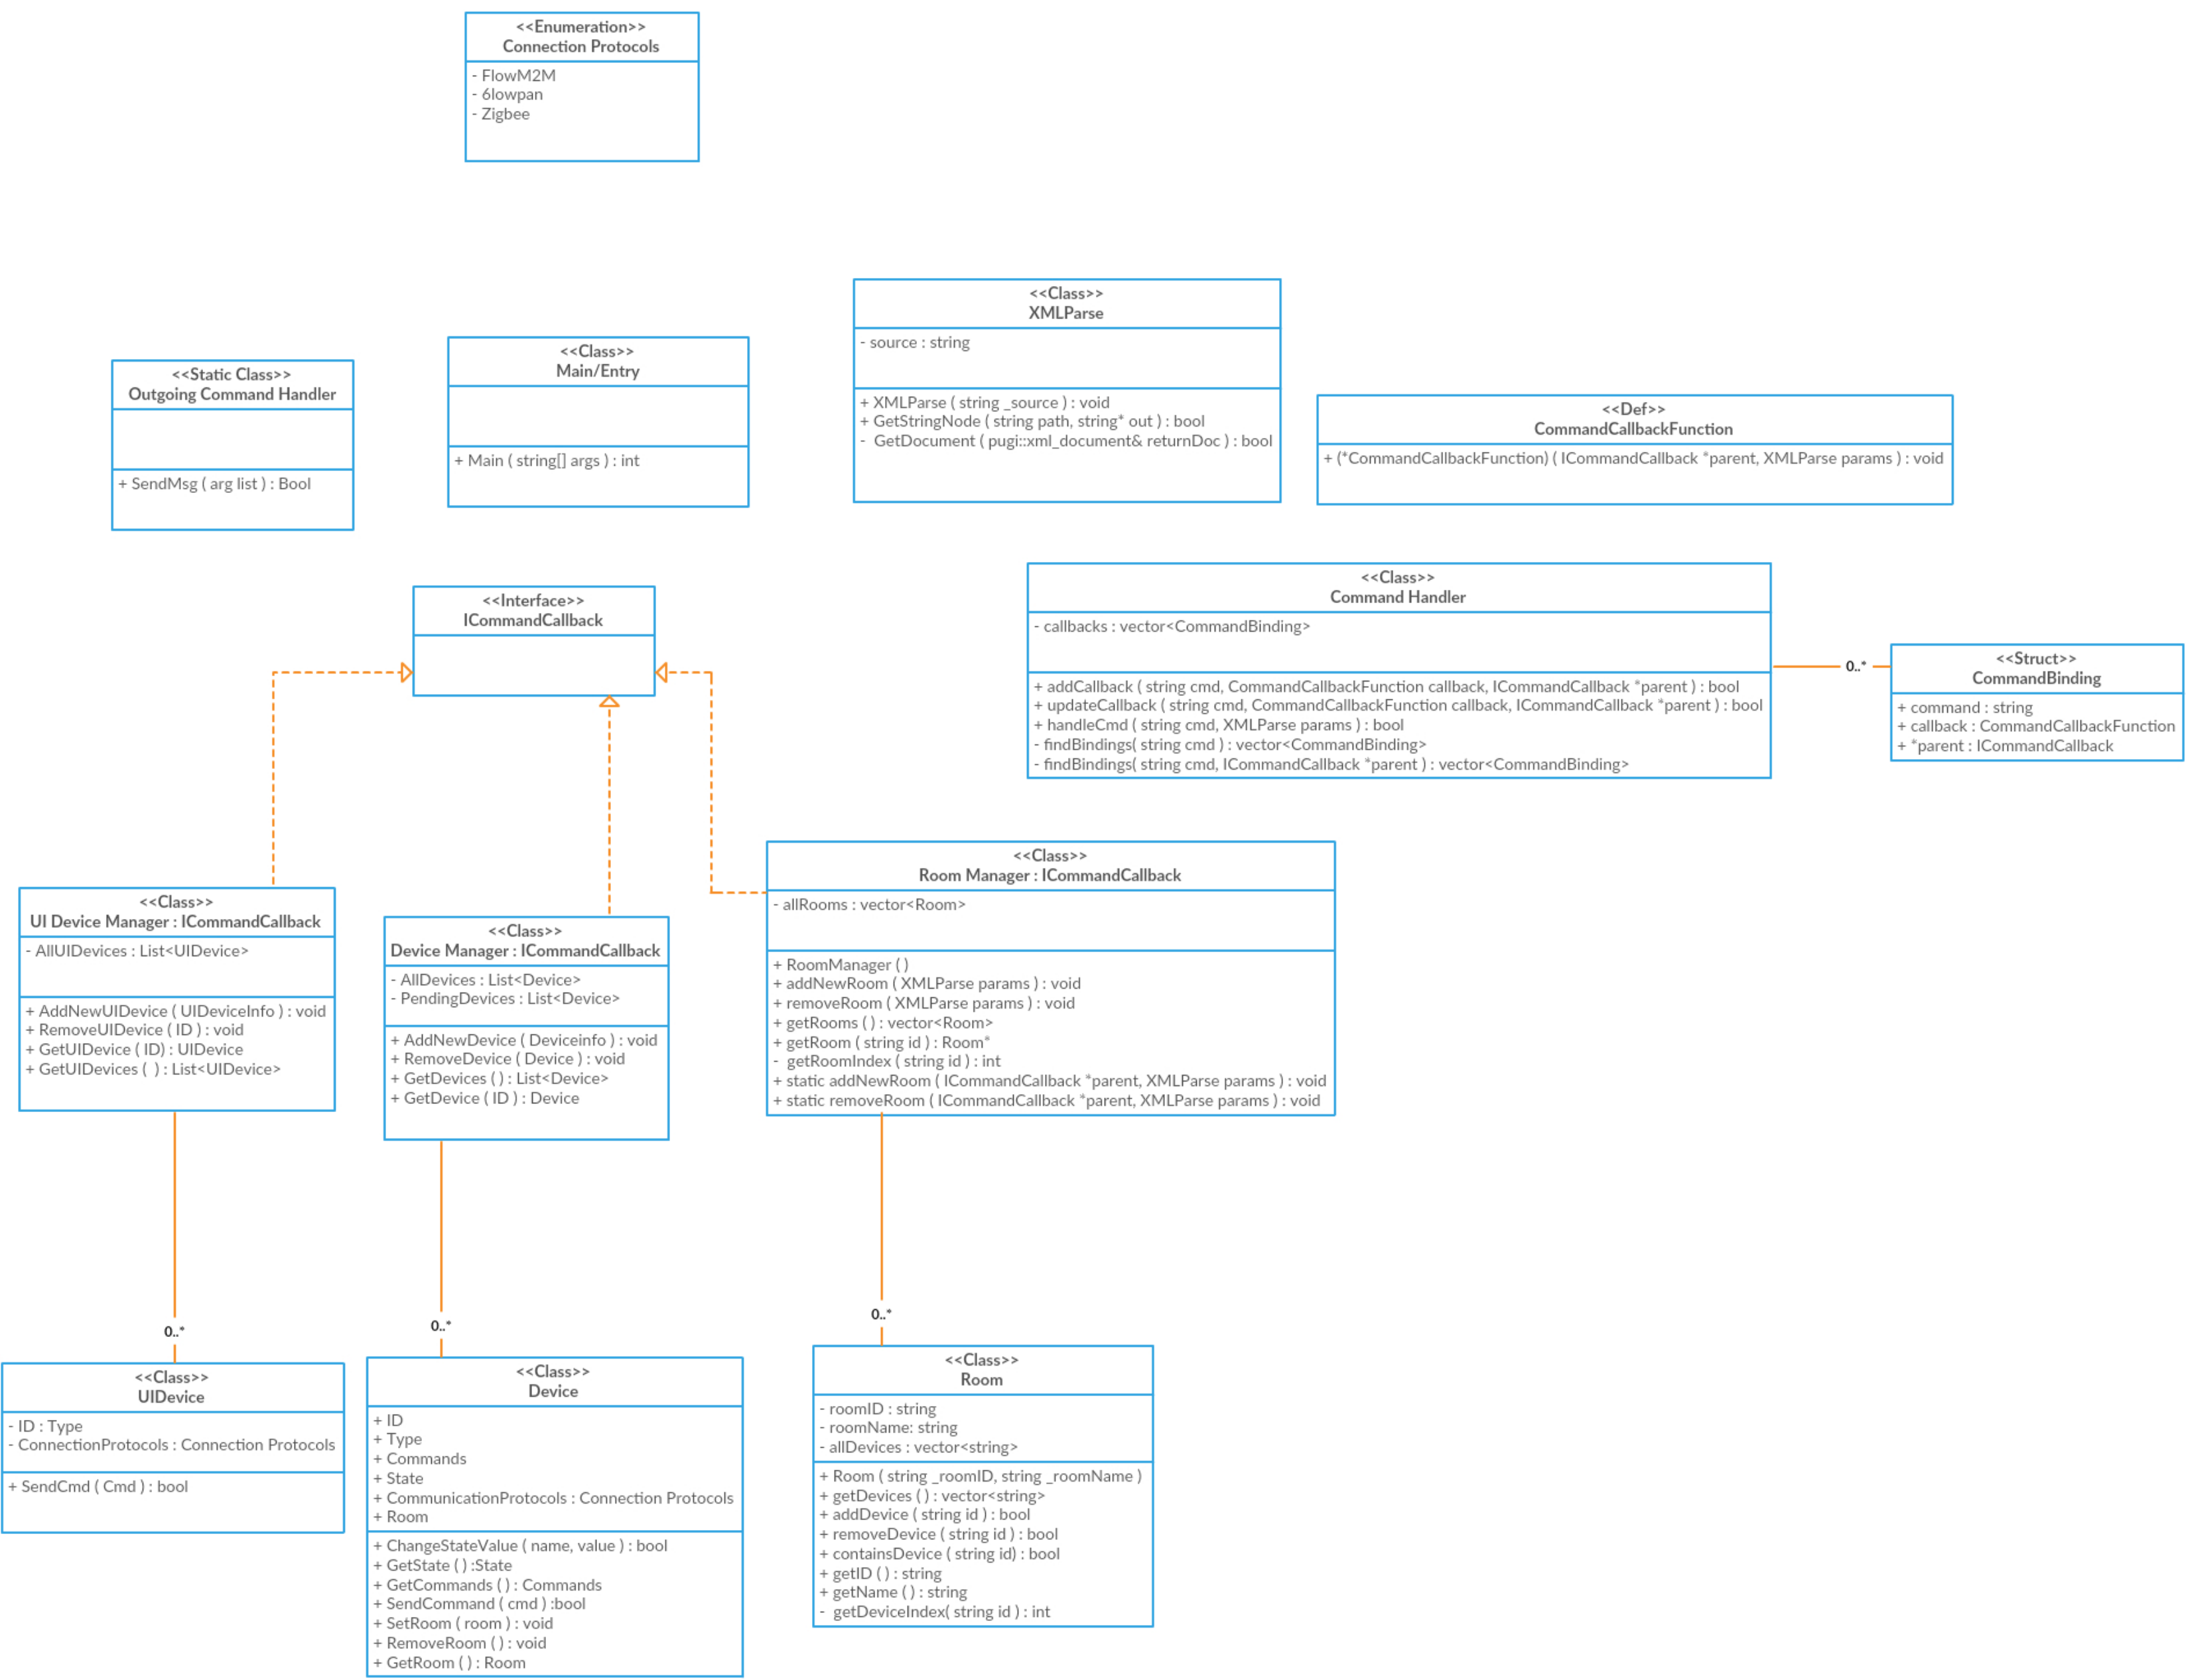 <<Enumeration>>
Connection Protocols
- FlowM2M
- 6lowpan
- Zigbee
<<Static Class>>
Outgoing Command Handler
+ SendMsg ( arg list ) : Bool
<<Class>>
Main/Entry
+ Main ( string[] args ) : int
<<Class>>
XMLParse
- source : string
+ XMLParse ( string _source ) : void
+ GetStringNode ( string path, string* out ) : bool
- GetDocument ( pugi::xml_document& returnDoc ) : bool
<<Def>>
CommandCallbackFunction
+ (*CommandCallbackFunction) ( ICommandCallback *parent, XMLParse params ) : void
<<Interface>>
ICommandCallback
<<Class>>
Command Handler
- callbacks : vector<CommandBinding>
+ addCallback ( string cmd, CommandCallbackFunction callback, ICommandCallback *parent ) : bool
+ updateCallback ( string cmd, CommandCallbackFunction callback, ICommandCallback *parent ) : bool
+ handleCmd ( string cmd, XMLParse params ) : bool
- findBindings( string cmd ) : vector<CommandBinding>
- findBindings( string cmd, ICommandCallback *parent ) : vector<CommandBinding>
0..*
<<Struct>>
CommandBinding
+ command : string
+ callback : CommandCallbackFunction
+ *parent : ICommandCallback
<<Class>>
UI Device Manager : ICommandCallback
- AllUIDevices : List<UIDevice>
+ AddNewUIDevice ( UIDeviceInfo ) : void
+ RemoveUIDevice ( ID ) : void
+ GetUIDevice ( ID) : UIDevice
+ GetUIDevices ( ) : List<UIDevice>
<<Class>>
Device Manager : ICommandCallback
- AllDevices : List<Device>
- PendingDevices : List<Device>
+ AddNewDevice ( Deviceinfo ) : void
+ RemoveDevice ( Device ) : void
+ GetDevices ( ) : List<Device>
+ GetDevice ( ID ) : Device
<<Class>>
Room Manager : ICommandCallback
- allRooms : vector<Room>
+ RoomManager ( )
+ addNewRoom ( XMLParse params ) : void
+ removeRoom ( XMLParse params ) : void
+ getRooms ( ) : vector<Room>
+ getRoom ( string id ) : Room*
- getRoomIndex ( string id ) : int
+ static addNewRoom ( ICommandCallback *parent, XMLParse params ) : void
+ static removeRoom ( ICommandCallback *parent, XMLParse params ) : void
0..*
0..*
0..*
<<Class>>
UIDevice
- ID : Type
- ConnectionProtocols : Connection Protocols
+ SendCmd ( Cmd ) : bool
<<Class>>
Device
+ ID
+ Type
+ Commands
+ State
+ CommunicationProtocols : Connection Protocols
+ Room
+ ChangeStateValue ( name, value ) : bool
+ GetState ( ) :State
+ GetCommands ( ) : Commands
+ SendCommand ( cmd ) :bool
+ SetRoom ( room ) : void
+ RemoveRoom ( ) : void
+ GetRoom ( ) : Room
<<Class>>
Room
- roomID : string
- roomName: string
- allDevices : vector<string>
+ Room ( string _roomID, string _roomName )
+ getDevices ( ) : vector<string>
+ addDevice ( string id ) : bool
+ removeDevice ( string id ) : bool
+ containsDevice ( string id) : bool
+ getID ( ) : string
+ getName ( ) : string
- getDeviceIndex( string id ) : int